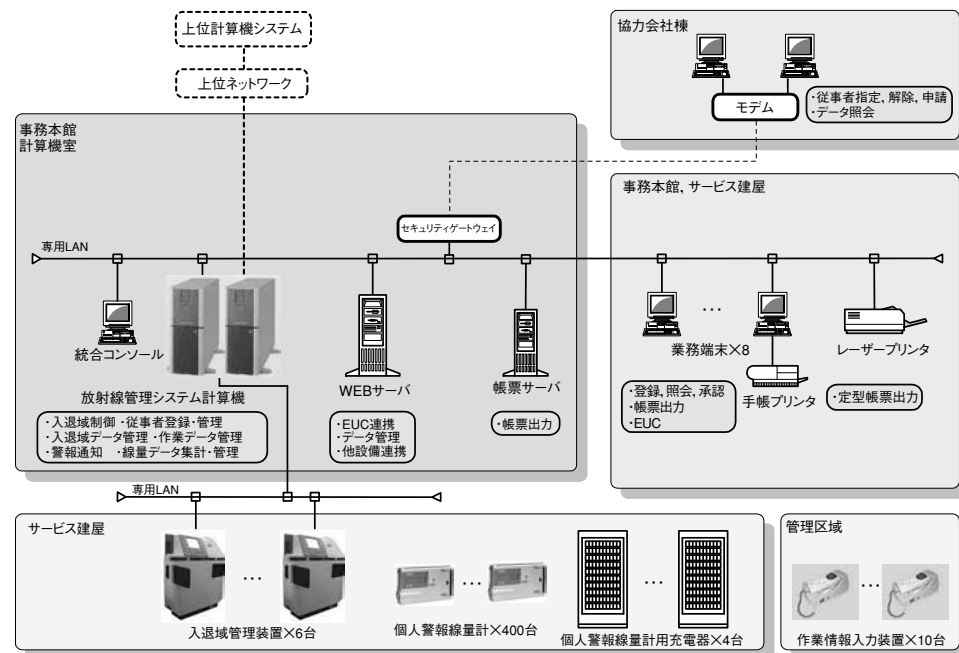 上位計算機システム
上位ネットワーク
協力会社棟
モデム
・従事者指定, 解除, 申請
・データ照会
事務本館
計算機室
セキュリティゲートウェイ
専用LAN
統合コンソール
放射線管理システム計算機
・入退域制御 ・従事者登録・管理
・入退域データ管理 ・作業データ管理
・警報通知 ・線量データ集計・管理
WEBサーバ
・EUC連携
・データ管理
・他設備連携
帳票サーバ
・帳票出力
事務本館, サービス建屋
…
業務端末×8
・登録, 照会, 承認
・帳票出力
・EUC
手帳プリンタ
レーザープリンタ
・定型帳票出力
専用LAN
サービス建屋
…
入退域管理装置×6台
…
個人警報線量計×400台
…
個人警報線量計用充電器×4台
管理区域
…
作業情報入力装置×10台